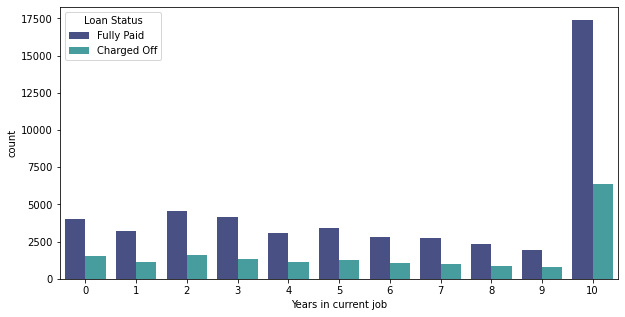 Loan Status
Fully Paid
Charged Off
17500
15000
12500
10000
7500
5000
2500
0
count
0 1 2 3 4 5 6 7 8 9 10
Years in current job